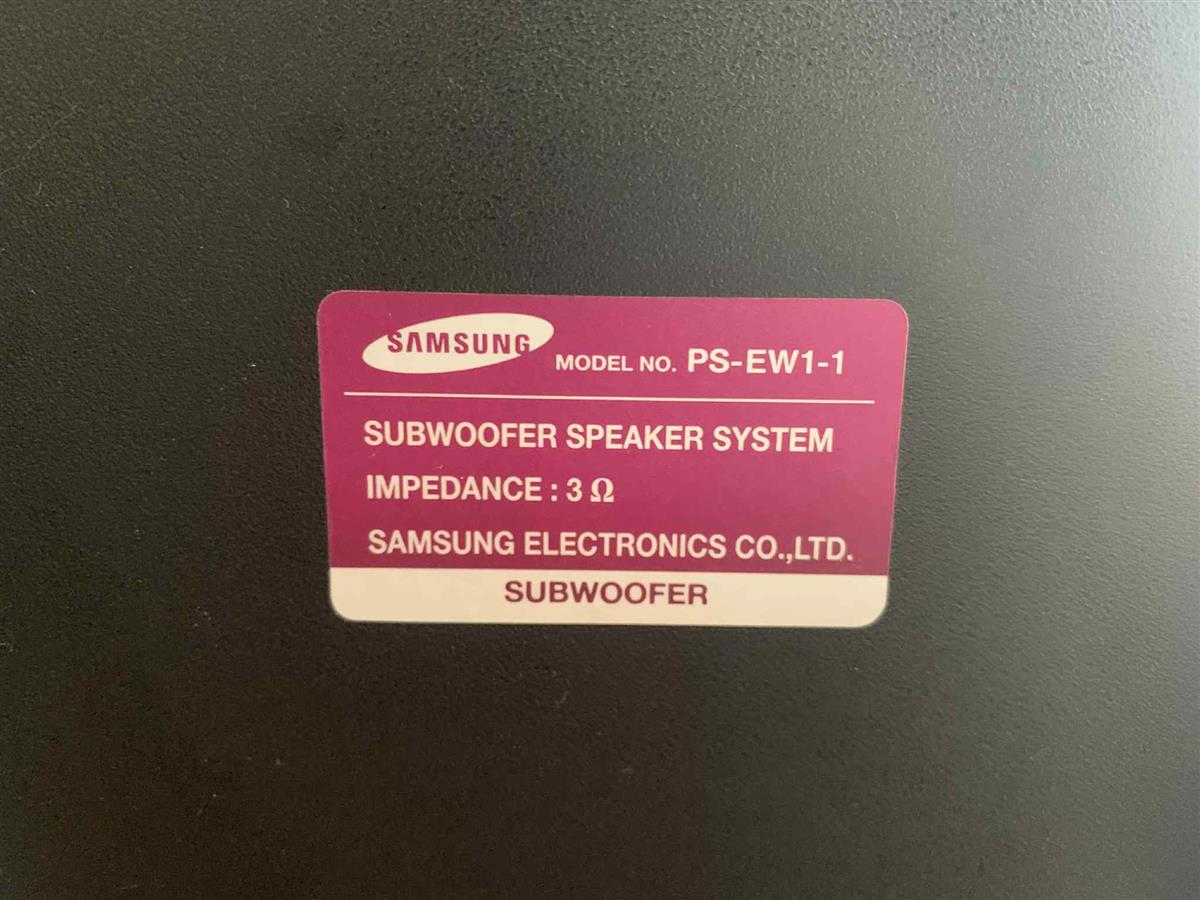 SAMSUNG MODEL NO. PS-EW1-1
SUBWOOFER SPEAKER SYSTEM
IMPEDANCE : 3 Ω
SAMSUNG ELECTRONICS CO.,LTD.
SUBWOOFER